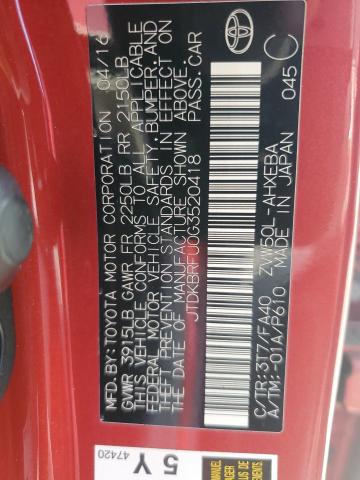 MFD.BY: TOYOTA MOTOR CORPORATION 04/16
GVWR 3915LB GAWR FR 2250LB RR 2150LB
THIS VEHICLE CONFORMS TO ALL APPLICABLE
FEDERAL MOTOR VEHICLE SAFETY, BUMPER, AND
THEFT PREVENTION STANDARDS IN EFFECT ON
THE DATE OF MANUFACTURE SHOWN ABOVE.
JTDKBRFU0G3520418 PASS.CAR
C/TR:3T7/FA40 ZVW50L-AHXEBA
A/TM:-01A/P610 MADE IN JAPAN 045 C
TOYOTA
5 Y
47420
MANUEL